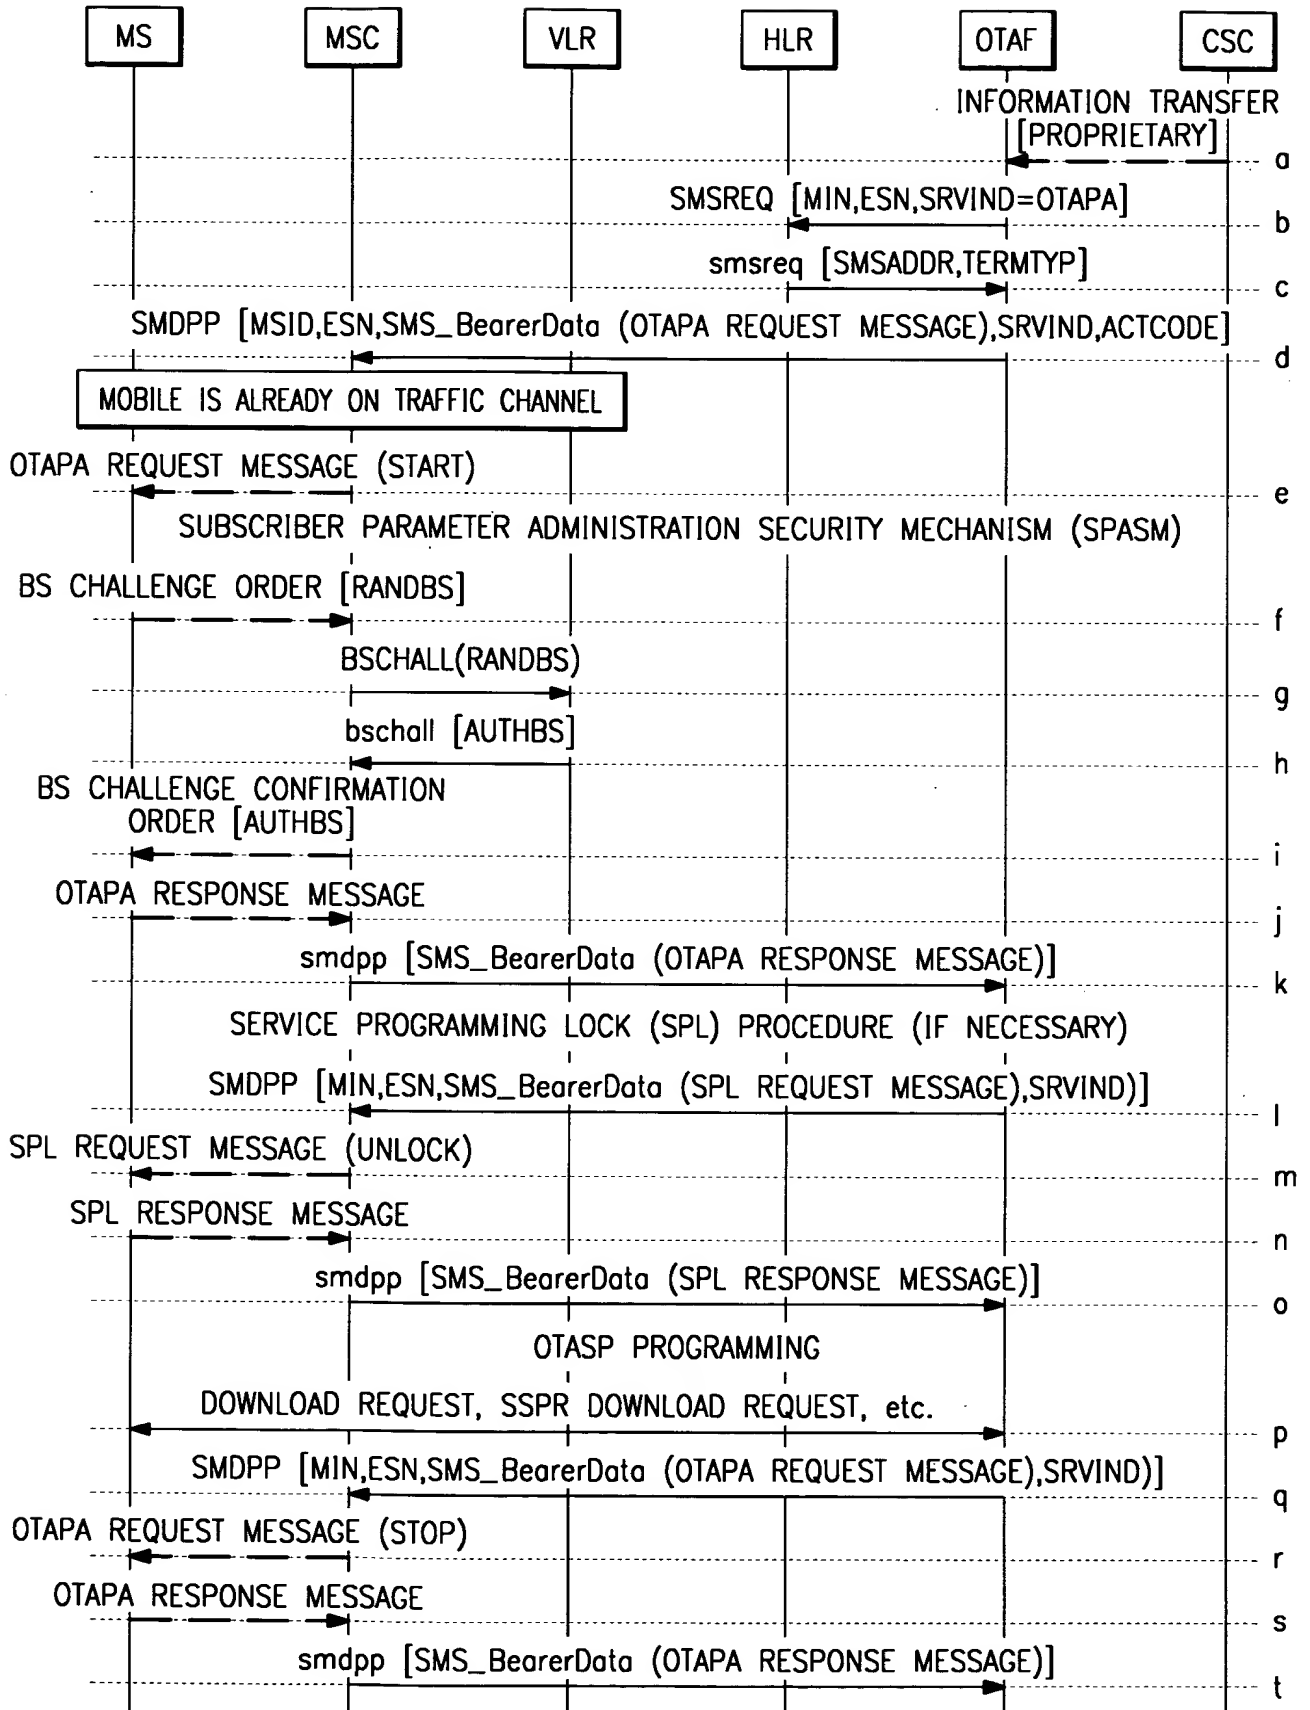 MS MSC VLR HLR OTAF CSC
INFORMATION TRANSFER
[PROPRIETARY]
a
SMSREQ [MIN,ESN,SRVIND=OTAPA]
b
smsreq [SMSADDR,TERMTYP]
c
SMDPP [MSID,ESN,SMS_BearerData (OTAPA REQUEST MESSAGE),SRVIND,ACTCODE]
d
MOBILE IS ALREADY ON TRAFFIC CHANNEL
OTAPA REQUEST MESSAGE (START)
e
SUBSCRIBER PARAMETER ADMINISTRATION SECURITY MECHANISM (SPASM)
BS CHALLENGE ORDER [RANDBS]
f
BSCHALL(RANDBS)
g
bschall [AUTHBS]
h
BS CHALLENGE CONFIRMATION
ORDER [AUTHBS]
i
OTAPA RESPONSE MESSAGE
j
smdpp [SMS_BearerData (OTAPA RESPONSE MESSAGE)]
k
SERVICE PROGRAMMING LOCK (SPL) PROCEDURE (IF NECESSARY)
SMDPP [MIN,ESN,SMS_BearerData (SPL REQUEST MESSAGE),SRVIND)]
l
SPL REQUEST MESSAGE (UNLOCK)
m
SPL RESPONSE MESSAGE
n
smdpp [SMS_BearerData (SPL RESPONSE MESSAGE)]
o
OTASP PROGRAMMING
DOWNLOAD REQUEST, SSPR DOWNLOAD REQUEST, etc.
p
SMDPP [MIN,ESN,SMS_BearerData (OTAPA REQUEST MESSAGE),SRVIND)]
q
OTAPA REQUEST MESSAGE (STOP)
r
OTAPA RESPONSE MESSAGE
s
smdpp [SMS_BearerData (OTAPA RESPONSE MESSAGE)]
t